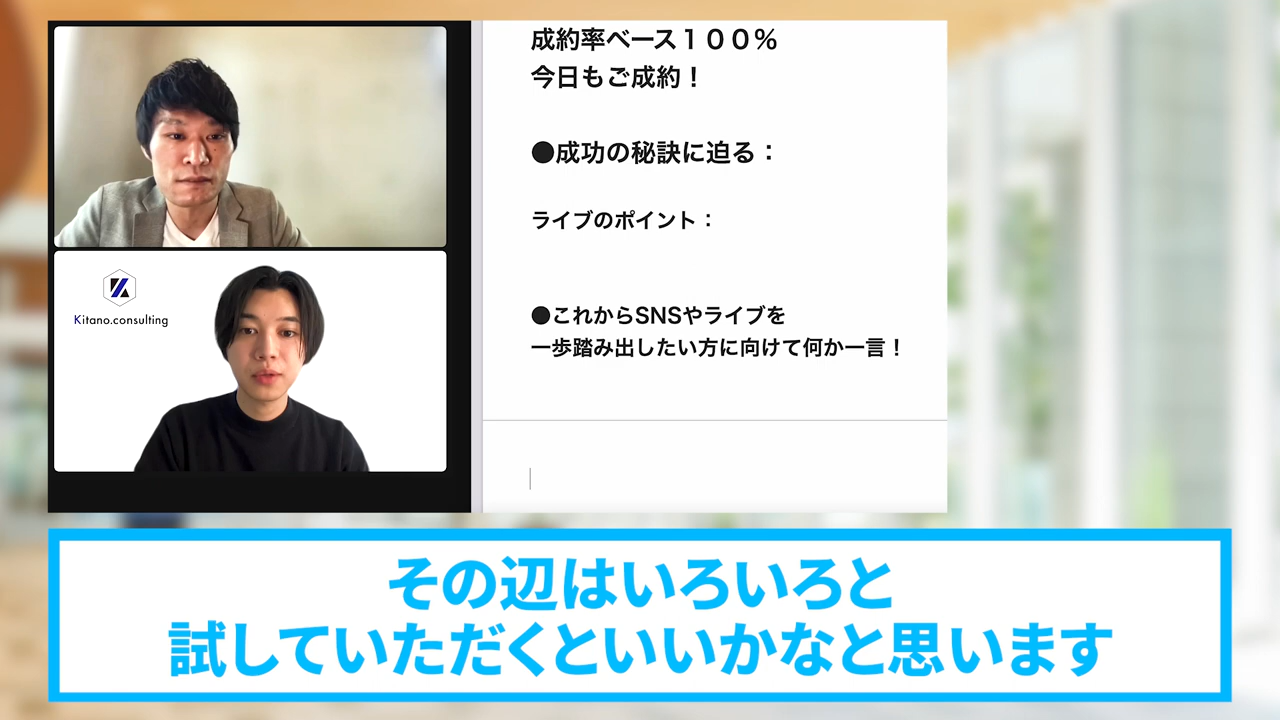 成約率ベース１００％
今日もご成約！
●成功の秘訣に迫る：
ライブのポイント：
●これからSNSやライブを
一歩踏み出したい方に向けて何か一言！
Kitano.consulting
その辺はいろいろと
試していただくといいかなと思います